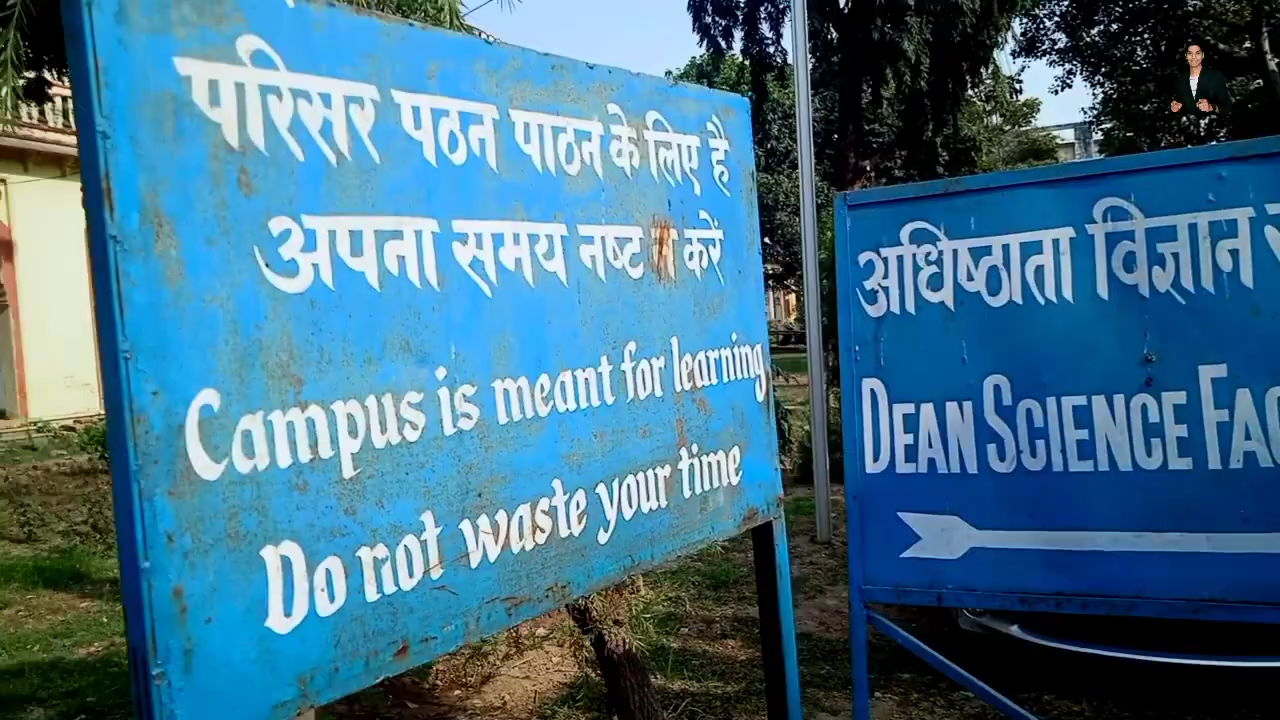 परिसर पठन पाठन के लिए है
अपना समय नष्ट न करें
Campus is meant for learning
Do not waste your time
अधिष्ठाता विज्ञान
DEAN SCIENCE